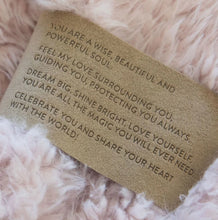 YOU ARE A WISE, BEAUTIFUL AND
POWERFUL SOUL.
FEEL MY LOVE SURROUNDING YOU,
GUIDING YOU, PROTECTING YOU ALWAYS.
DREAM BIG, SHINE BRIGHT, LOVE YOURSELF
YOU ARE ALL THE MAGIC YOU WILL EVER NEED
CELEBRATE YOU AND SHARE YOUR HEART
WITH THE WORLD!